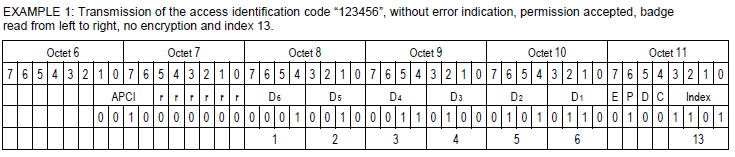 EXAMPLE 1: Transmission of the access identification code “123456”, without error indication, permission accepted, badge
read from left to right, no encryption and index 13.
Octet 6 Octet 7 Octet 8 Octet 9 Octet 10 Octet 11
7 6 5 4 3 2 1 0 7 6 5 4 3 2 1 0 7 6 5 4 3 2 1 0 7 6 5 4 3 2 1 0 7 6 5 4 3 2 1 0 7 6 5 4 3 2 1 0
APCI r r r r r r D6 D5 D4 D3 D2 D1 E P D C Index
0 0 1 0 0 0 0 0 0 0 0 0 0 1 0 0 1 0 0 0 1 1 0 1 0 0 0 1 0 1 0 1 1 0 0 1 0 0 1 1 0 1
1 2 3 4 5 6 13